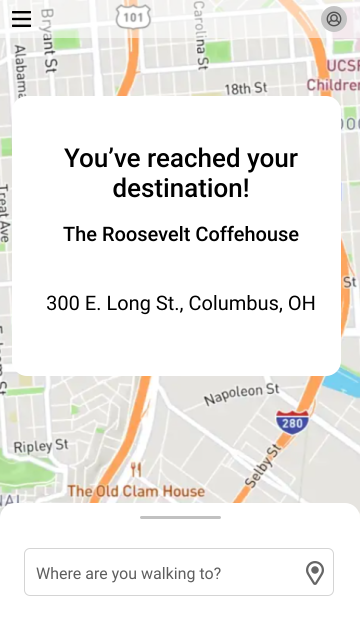 101
Bryant St
Carolina St
Alabama
UCSF
Children
18th St
You've reached your
destination!
The Roosevelt Coffehouse
Treat Ave
St
300 E. Long St., Columbus, OH
Napoleon St
280
Ripley St
Selby St
The Old Clam House
Where are you walking to?